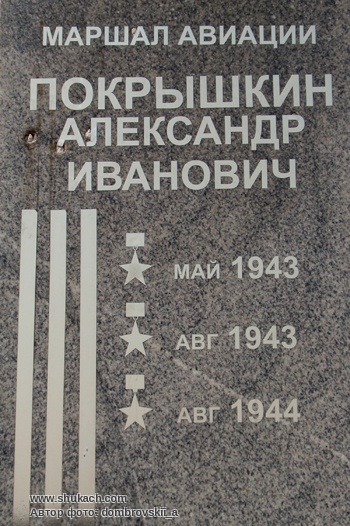 МАРШАЛ АВИАЦИИ
ПОКРЫШКИН
АЛЕКСАНДР
ИВАНОВИЧ
МАЙ 1943
АВГ 1943
АВГ 1944
www.shukach.com
Автор фото: dombrovskii_a